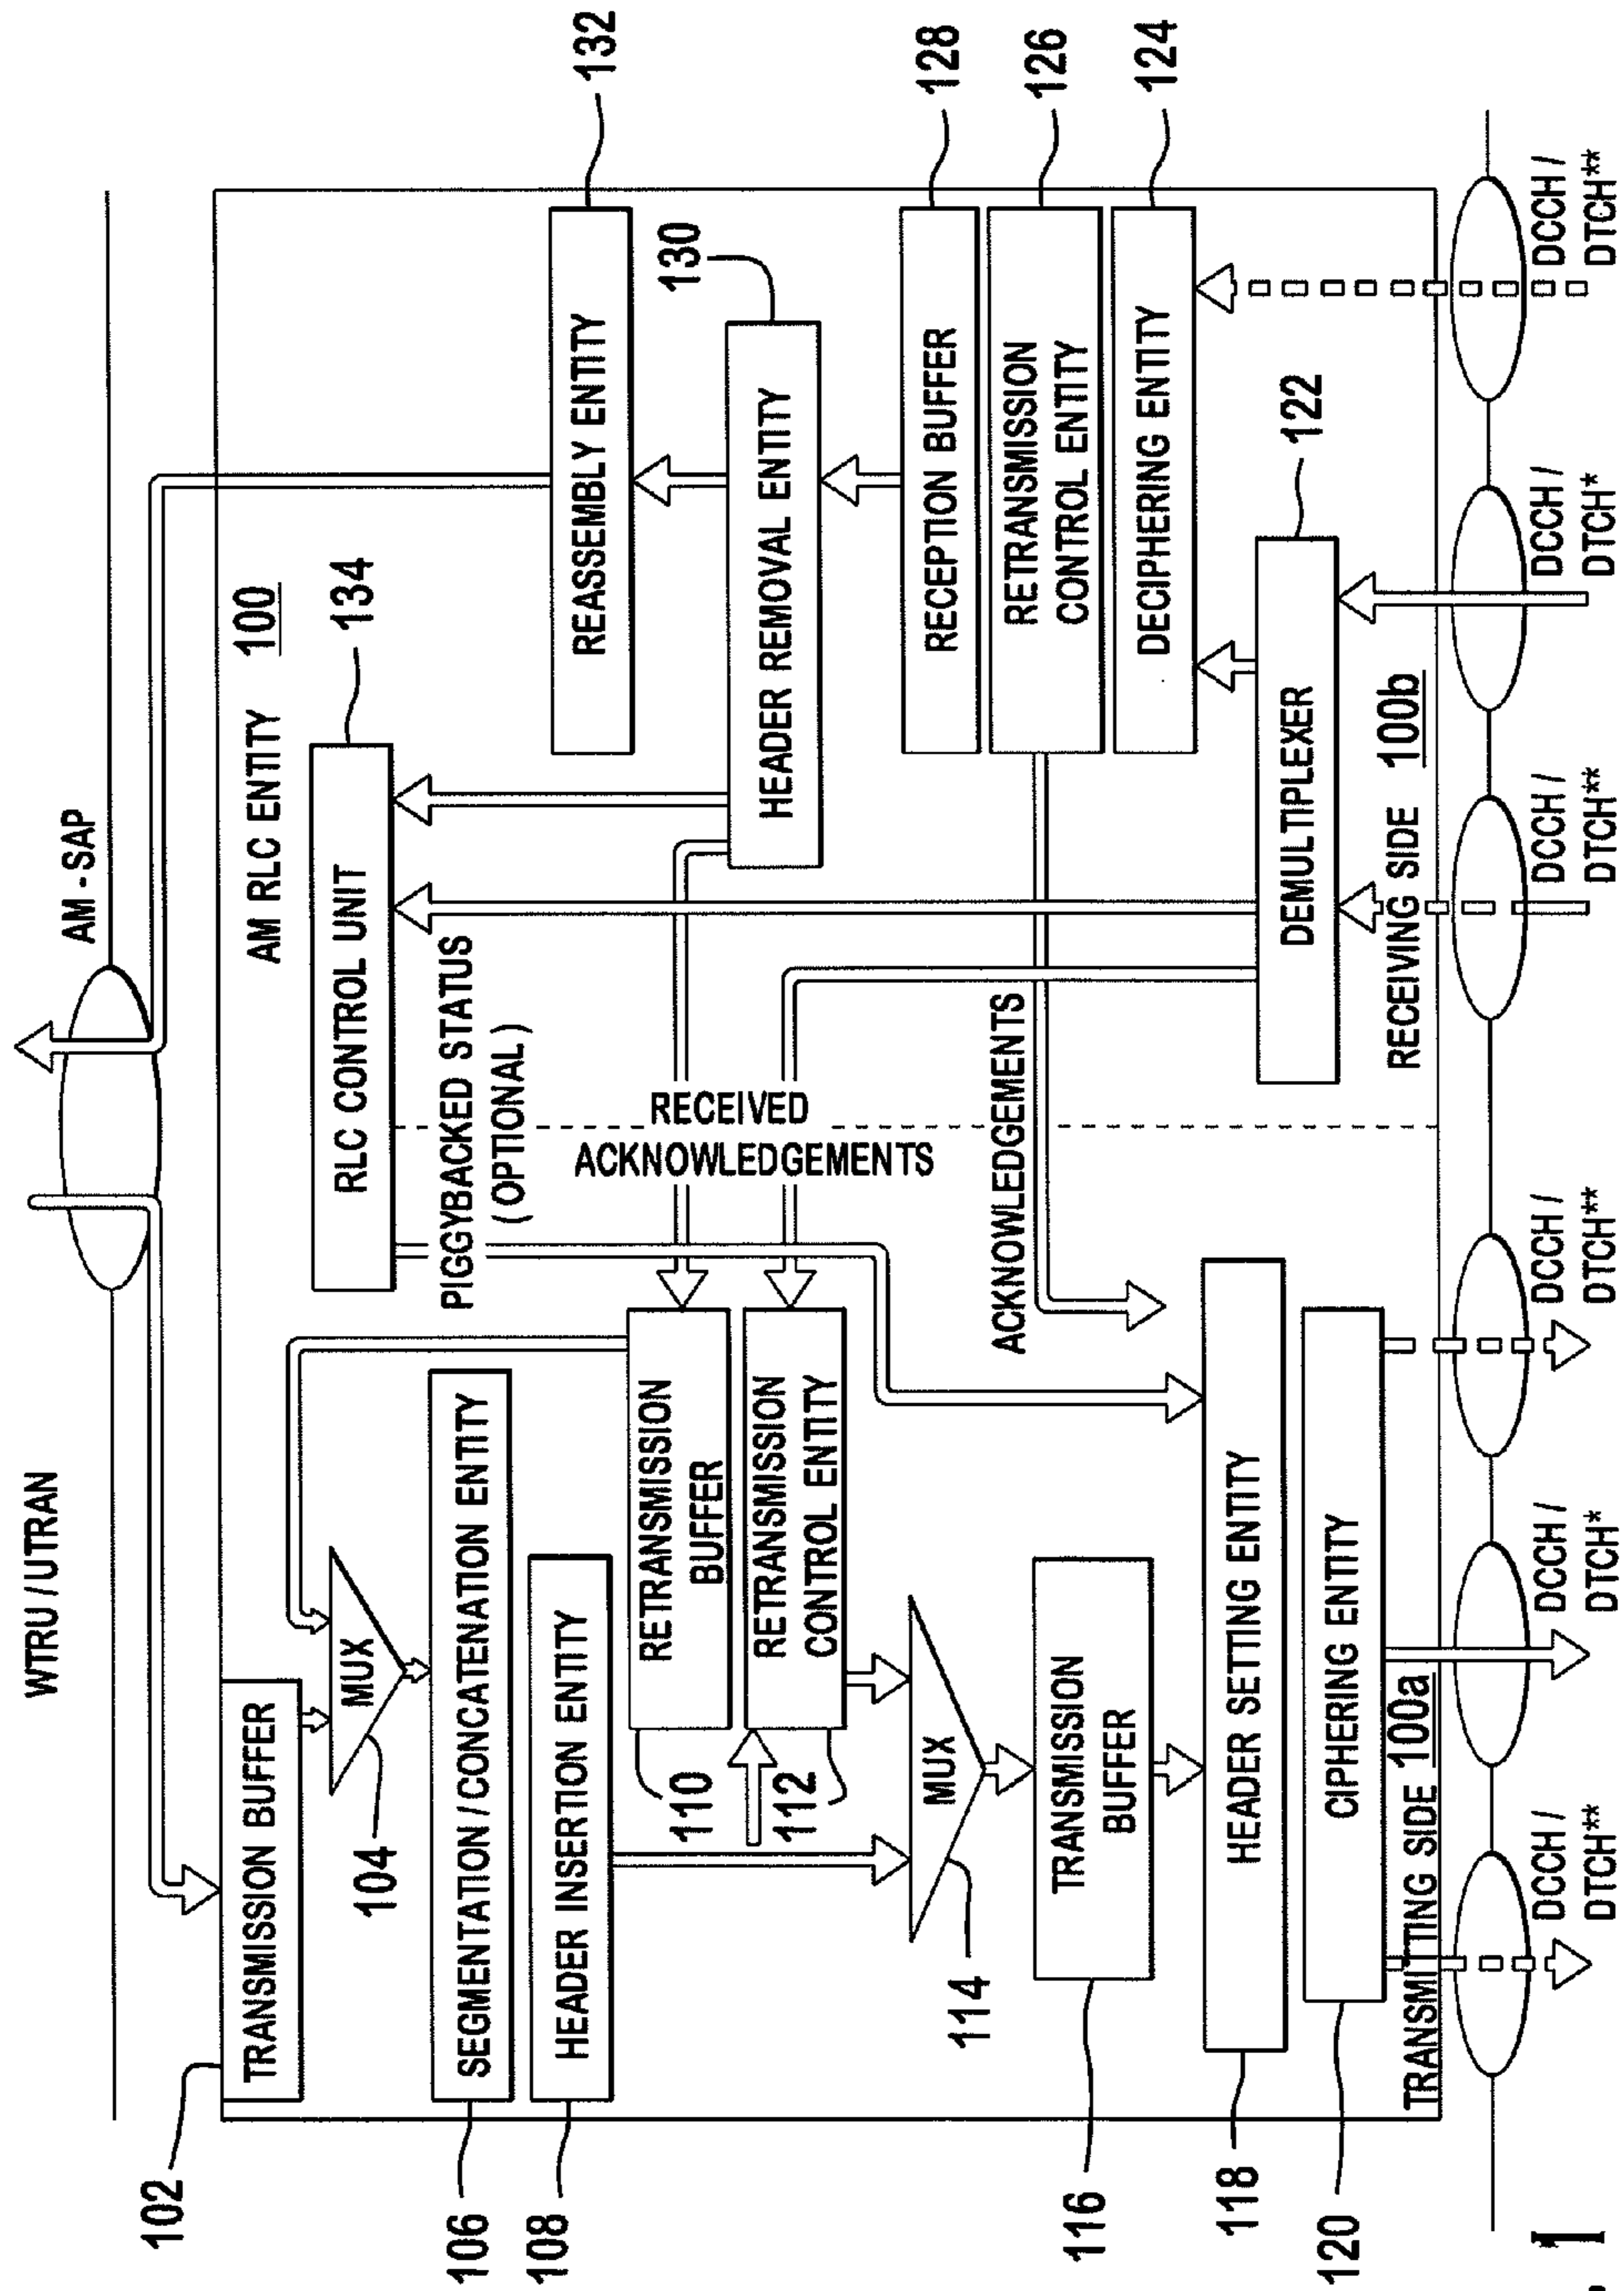 WTRU / UTRAN
AM - SAP
AM RLC ENTITY 100
102
TRANSMISSION BUFFER
RLC CONTROL UNIT
134
MUX
104
PIGGYBACKED STATUS
(OPTIONAL)
106
SEGMENTATION / CONCATENATION ENTITY
REASSEMBLY ENTITY
132
108
HEADER INSERTION ENTITY
RETRANSMISSION
BUFFER
110
RECEIVED
ACKNOWLEDGEMENTS
HEADER REMOVAL ENTITY
130
RETRANSMISSION
CONTROL ENTITY
112
MUX
114
RECEPTION BUFFER
128
ACKNOWLEDGEMENTS
RETRANSMISSION
CONTROL ENTITY
126
116
TRANSMISSION
BUFFER
DECIPHERING ENTITY
124
118
HEADER SETTING ENTITY
DEMULTIPLEXER
122
120
CIPHERING ENTITY
TRANSMITTING SIDE 100a
RECEIVING SIDE 100b
DCCH /
DTCH**
DCCH /
DTCH*
DCCH /
DTCH**
DCCH /
DTCH**
DCCH /
DTCH*
DCCH /
DTCH**
1